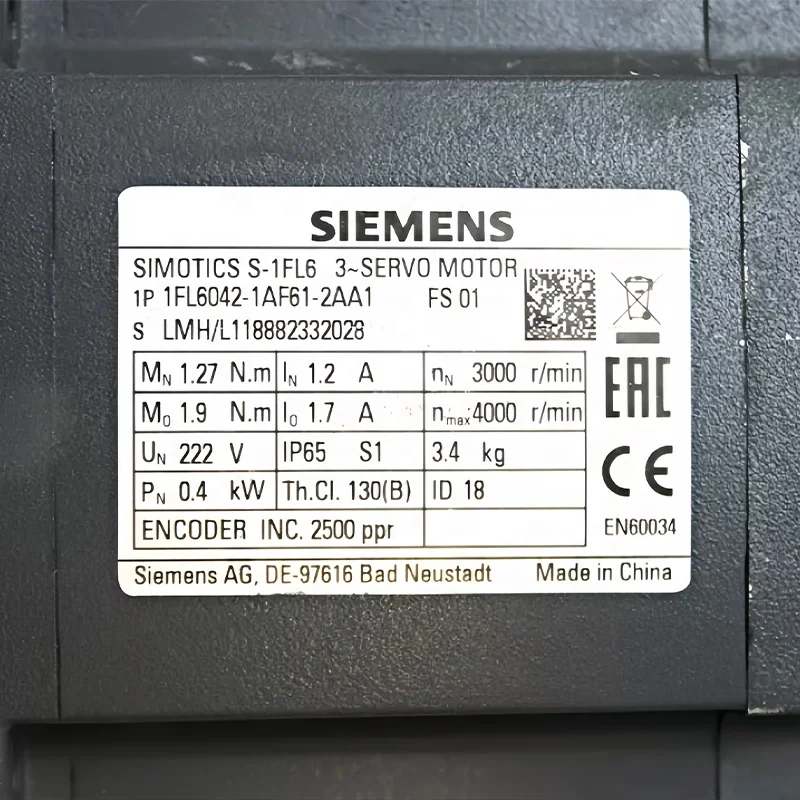 SIEMENS
SIMOTICS S-1FL6 3~SERVO MOTOR
1P 1FL6042-1AF61-2AA1 FS 01
S LMH/L118882332028
MN 1.27 N.m IN 1.2 A nN 3000 r/min
M0 1.9 N.m I0 1.7 A nmax 4000 r/min
UN 222 V IP65 S1 3.4 kg
PN 0.4 kW Th.Cl. 130(B) ID 18
ENCODER INC. 2500 ppr
EAC
CE
EN60034
Siemens AG, DE-97616 Bad Neustadt Made in China